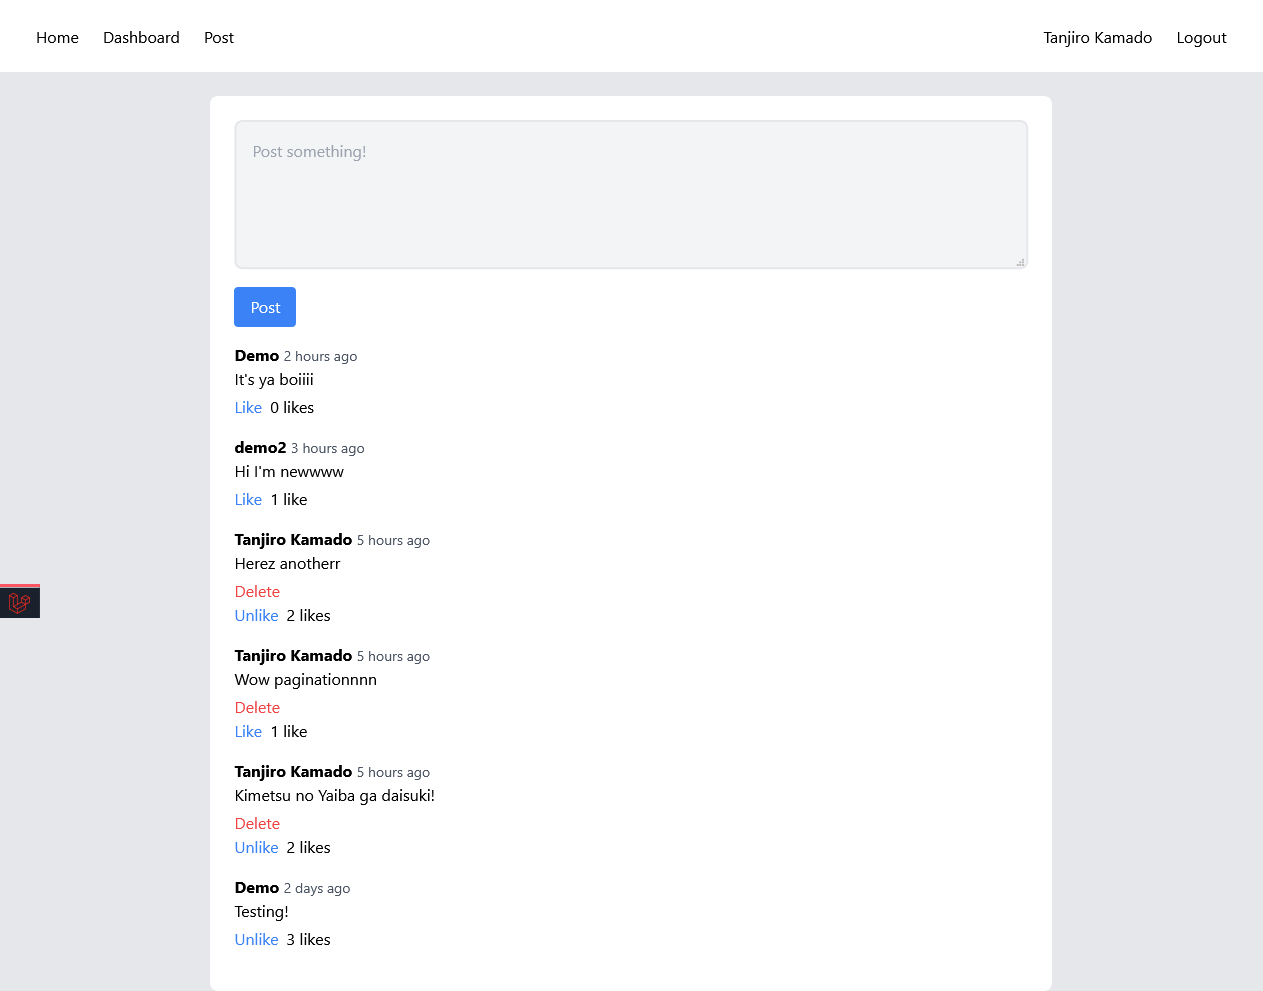 Home Dashboard Post Tanjiro Kamado Logout
Post something!
Post
Demo 2 hours ago
It's ya boiiii
Like 0 likes
demo2 3 hours ago
Hi I'm newwww
Like 1 like
Tanjiro Kamado 5 hours ago
Herez anotherr
Delete
Unlike 2 likes
Tanjiro Kamado 5 hours ago
Wow paginationnnn
Delete
Like 1 like
Tanjiro Kamado 5 hours ago
Kimetsu no Yaiba ga daisuki!
Delete
Unlike 2 likes
Demo 2 days ago
Testing!
Unlike 3 likes